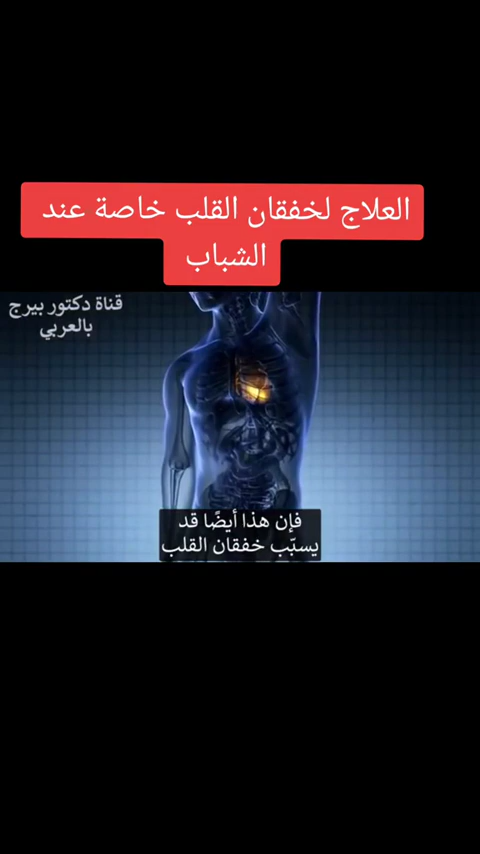 العلاج لخفقان القلب خاصة عند
الشباب
قناة دكتور بيرج
بالعربي
فإن هذا أيضًا قد
يسبّب خفقان القلب